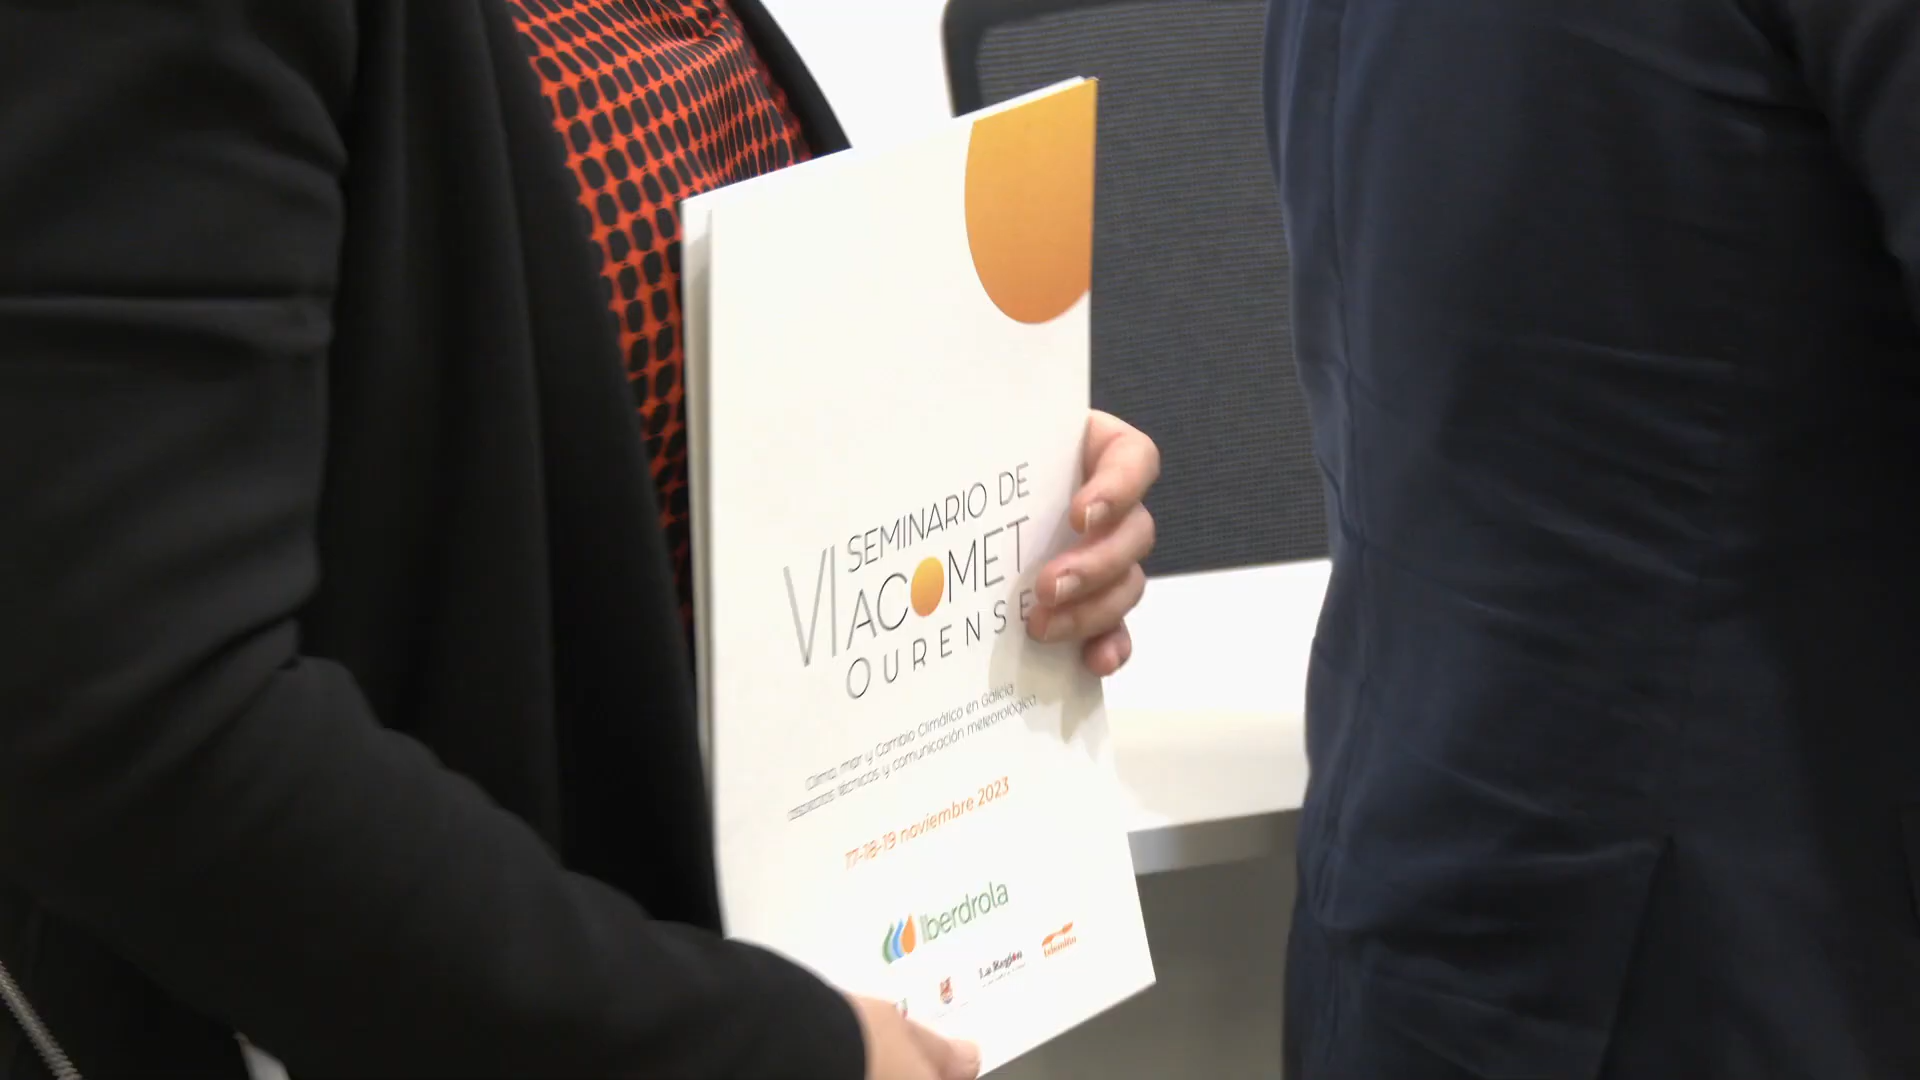 VI SEMINARIO DE
ACOMET
OURENSE
Clima, mar y Cambio Climático en Galicia
aspectos técnicos y comunicación meteorológica
17-18-19 noviembre 2023
Iberdrola
La Región
telemiño